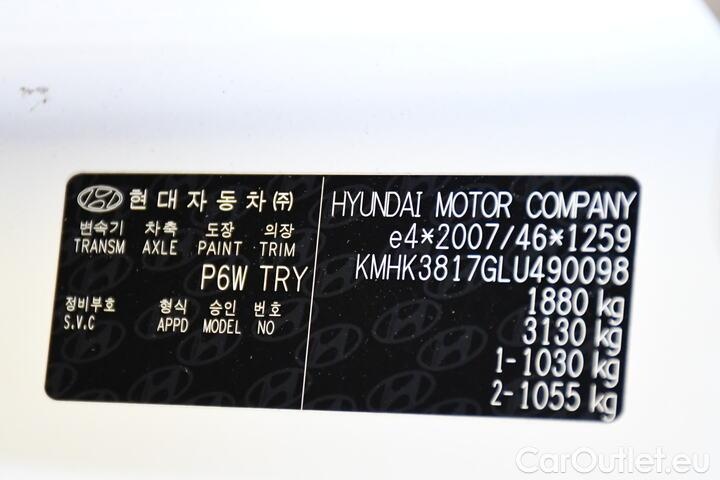 현대자동차㈜
변속기 차축 도장 의장
TRANSM AXLE PAINT TRIM
P6W TRY
정비부호 형식 승인 번호
S.V.C APPD MODEL NO
HYUNDAI MOTOR COMPANY
e4*2007/46*1259
KMHK3817GLU490098
1880 kg
3130 kg
1-1030 kg
2-1055 kg
CarOutlet.eu